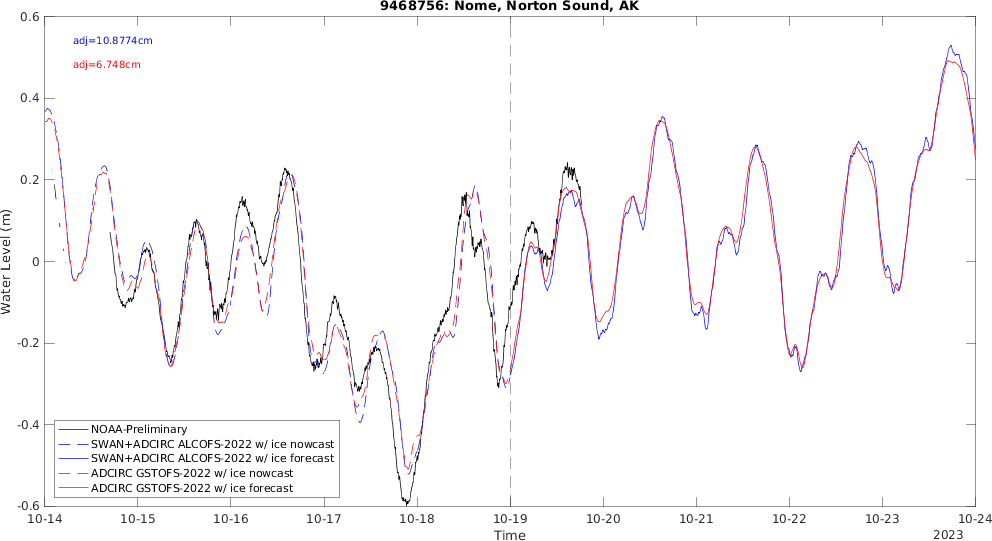 9468756: Nome, Norton Sound, AK
adj=10.8774cm
adj=6.748cm
Water Level (m)
0.6
0.4
0.2
0
-0.2
-0.4
-0.6
NOAA-Preliminary
SWAN+ADCIRC ALCOFS-2022 w/ ice nowcast
SWAN+ADCIRC ALCOFS-2022 w/ ice forecast
ADCIRC GSTOFS-2022 w/ ice nowcast
ADCIRC GSTOFS-2022 w/ ice forecast
10-14 10-15 10-16 10-17 10-18 10-19 10-20 10-21 10-22 10-23 10-24
Time
2023